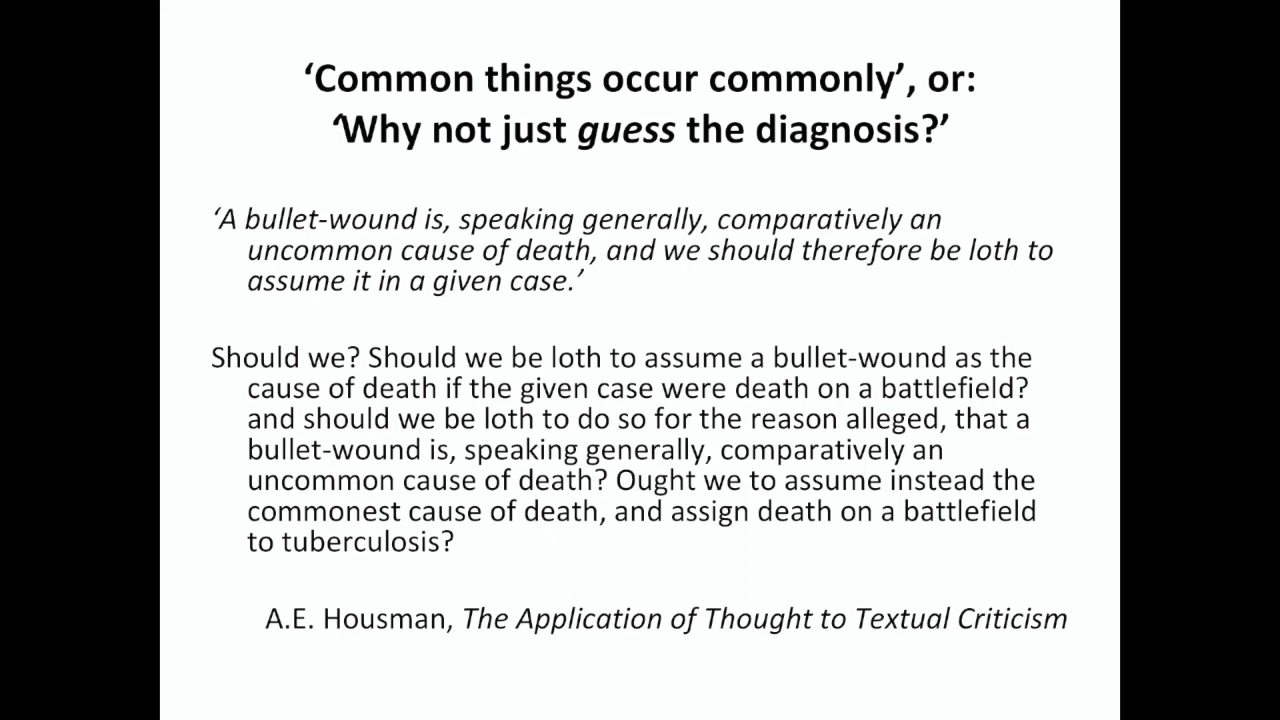 ‘Common things occur commonly’, or:
‘Why not just guess the diagnosis?’
‘A bullet-wound is, speaking generally, comparatively an
uncommon cause of death, and we should therefore be loth to
assume it in a given case.’
Should we? Should we be loth to assume a bullet-wound as the
cause of death if the given case were death on a battlefield?
and should we be loth to do so for the reason alleged, that a
bullet-wound is, speaking generally, comparatively an
uncommon cause of death? Ought we to assume instead the
commonest cause of death, and assign death on a battlefield
to tuberculosis?
A.E. Housman, The Application of Thought to Textual Criticism